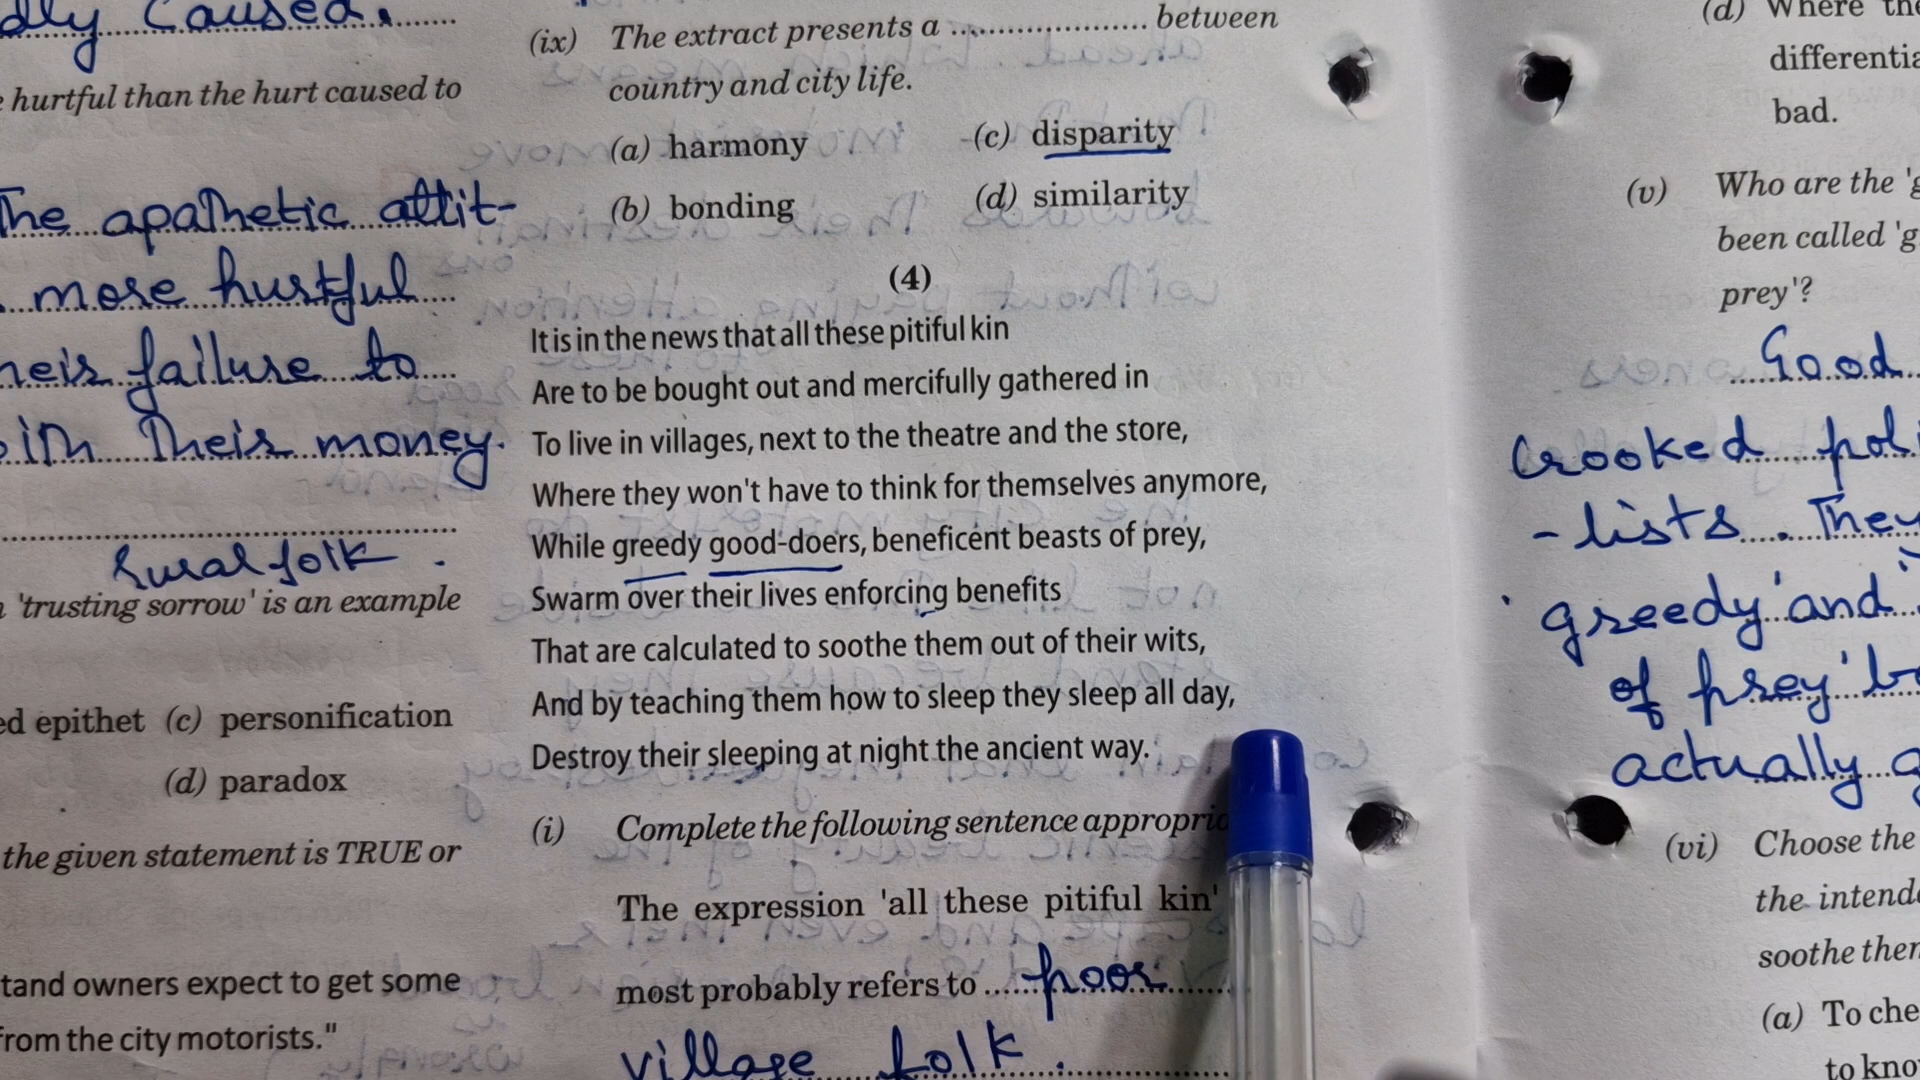 dly caused.
hurtful than the hurt caused to
The apathetic attit-
more hurtful
failure to
with their money.
rural folk.
'trusting sorrow' is an example
ed epithet (c) personification
(d) paradox
the given statement is TRUE or
tand owners expect to get some
from the city motorists."
(ix) The extract presents a .................... between
country and city life.
(a) harmony (c) disparity
(b) bonding (d) similarity
(4)
It is in the news that all these pitiful kin
Are to be bought out and mercifully gathered in
To live in villages, next to the theatre and the store,
Where they won't have to think for themselves anymore,
While greedy good-doers, beneficent beasts of prey,
Swarm over their lives enforcing benefits
That are calculated to soothe them out of their wits,
And by teaching them how to sleep they sleep all day,
Destroy their sleeping at night the ancient way.
(i) Complete the following sentence appropri
The expression 'all these pitiful kin'
most probably refers to poor
village folk.
(d) Where the
differentia
bad.
(v) Who are the 'g
been called 'g
prey'?
Good
crooked pol
-lists. They
'greedy' and
of prey' b
actually
(vi) Choose the
the intend
soothe then
(a) To che
to kno